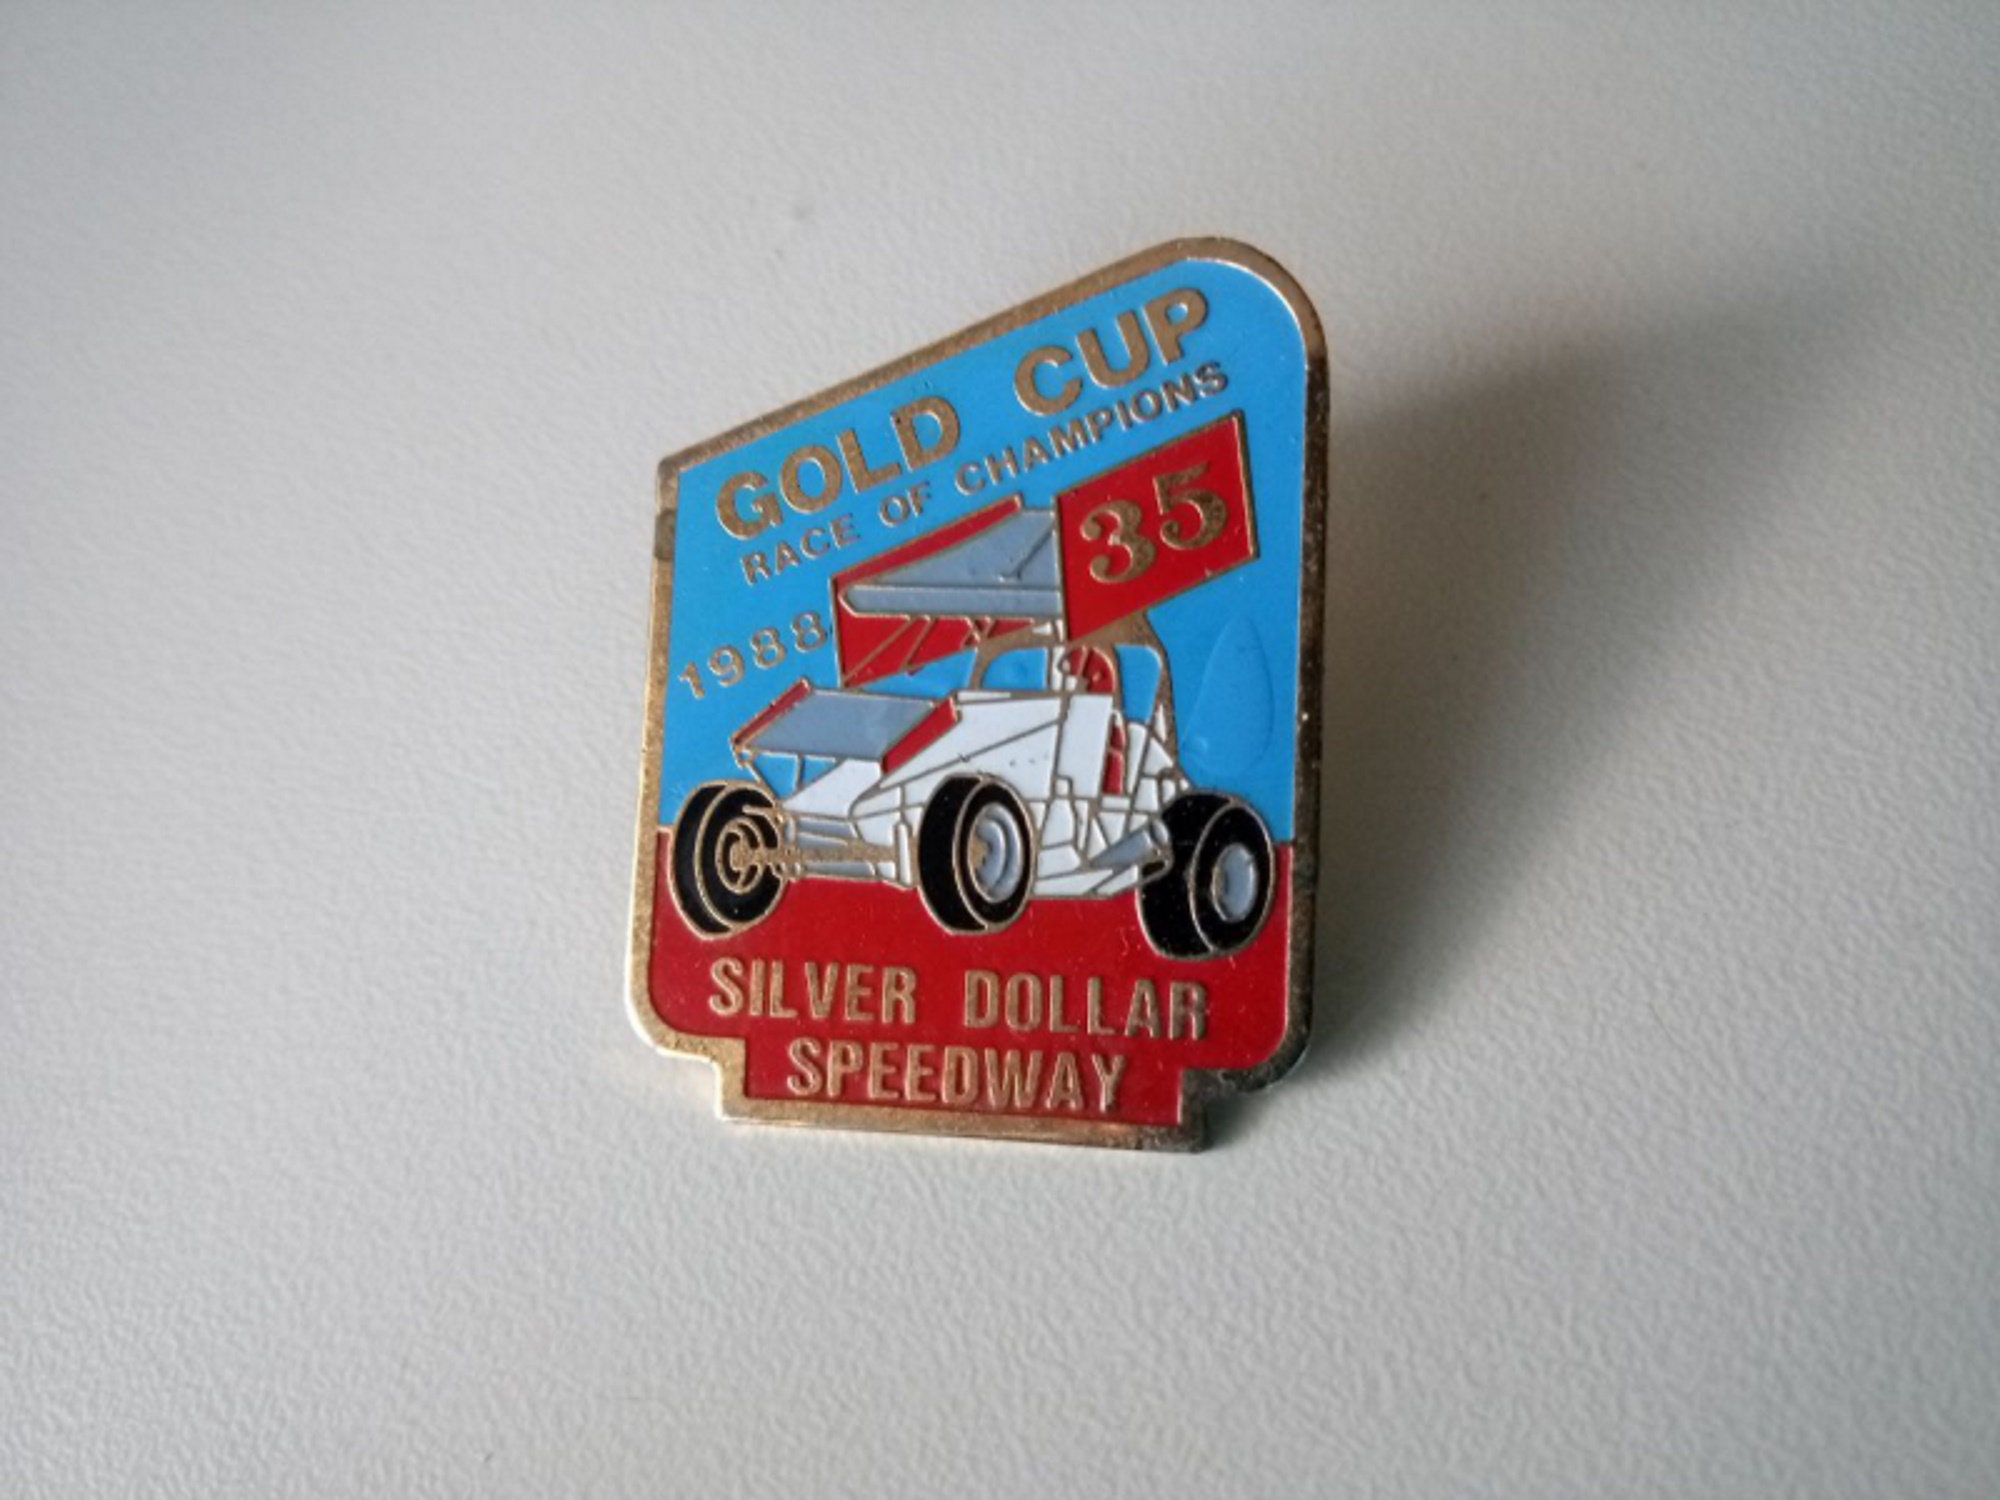 GOLD CUP
RACE OF CHAMPIONS
35
1988
SILVER DOLLAR
SPEEDWAY